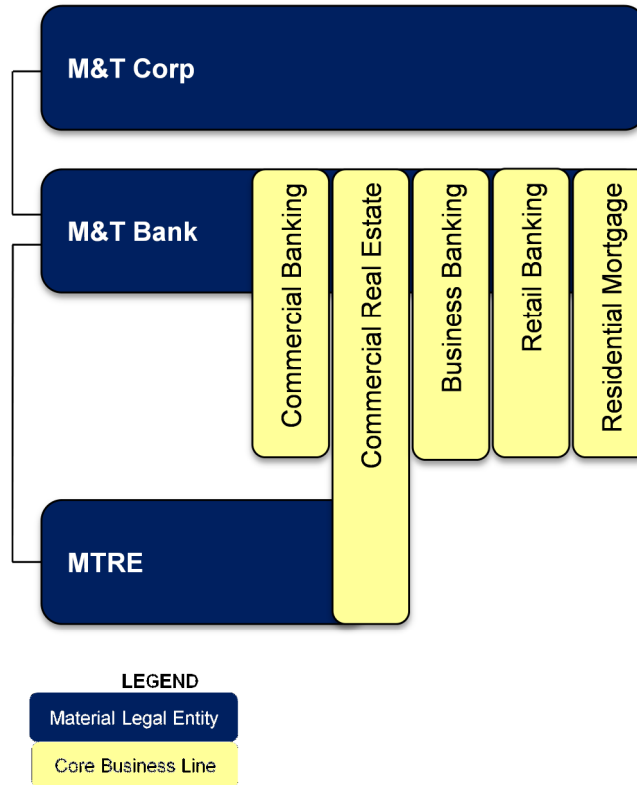 M&T Corp
M&T Bank
Commercial Banking
Commercial Real Estate
Business Banking
Retail Banking
Residential Mortgage
MTRE
LEGEND
Material Legal Entity
Core Business Line